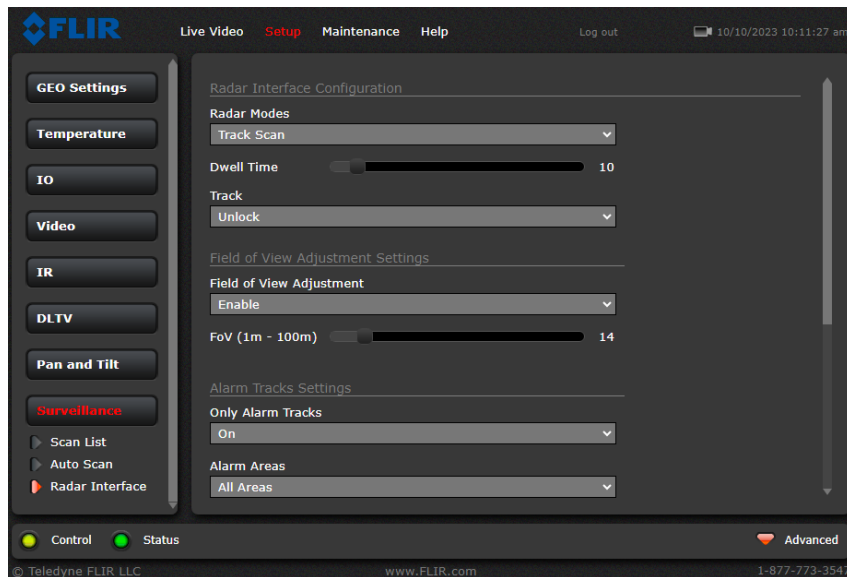 FLIR Live Video Setup Maintenance Help Log out 10/10/2023 10:11:27 am
GEO Settings
Temperature
IO
Video
IR
DLTV
Pan and Tilt
Surveillance
Scan List
Auto Scan
Radar Interface
Radar Interface Configuration
Radar Modes
Track Scan
Dwell Time 10
Track
Unlock
Field of View Adjustment Settings
Field of View Adjustment
Enable
FoV (1m - 100m) 14
Alarm Tracks Settings
Only Alarm Tracks
On
Alarm Areas
All Areas
Control Status Advanced
© Teledyne FLIR LLC www.FLIR.com 1-877-773-3547